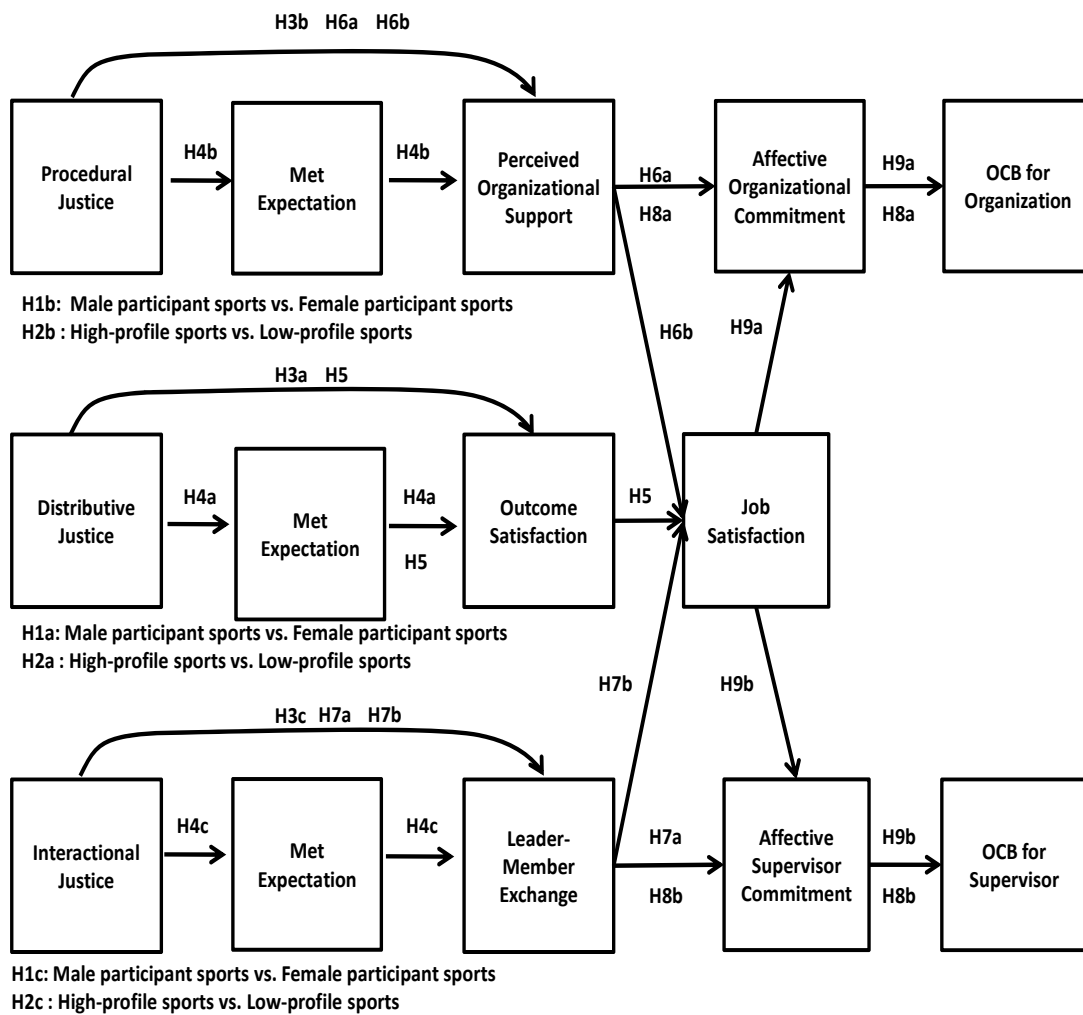 H3b H6a H6b
Procedural
Justice
H4b
Met
Expectation
H4b
Perceived
Organizational
Support
H6a
H8a
Affective
Organizational
Commitment
H9a
H8a
OCB for
Organization
H1b: Male participant sports vs. Female participant sports
H2b : High-profile sports vs. Low-profile sports
H6b
H9a
H3a H5
Distributive
Justice
H4a
Met
Expectation
H4a
H5
Outcome
Satisfaction
H5
Job
Satisfaction
H1a: Male participant sports vs. Female participant sports
H2a : High-profile sports vs. Low-profile sports
H7b
H9b
H3c H7a H7b
Interactional
Justice
H4c
Met
Expectation
H4c
Leader-
Member
Exchange
H7a
H8b
Affective
Supervisor
Commitment
H9b
H8b
OCB for
Supervisor
H1c: Male participant sports vs. Female participant sports
H2c : High-profile sports vs. Low-profile sports